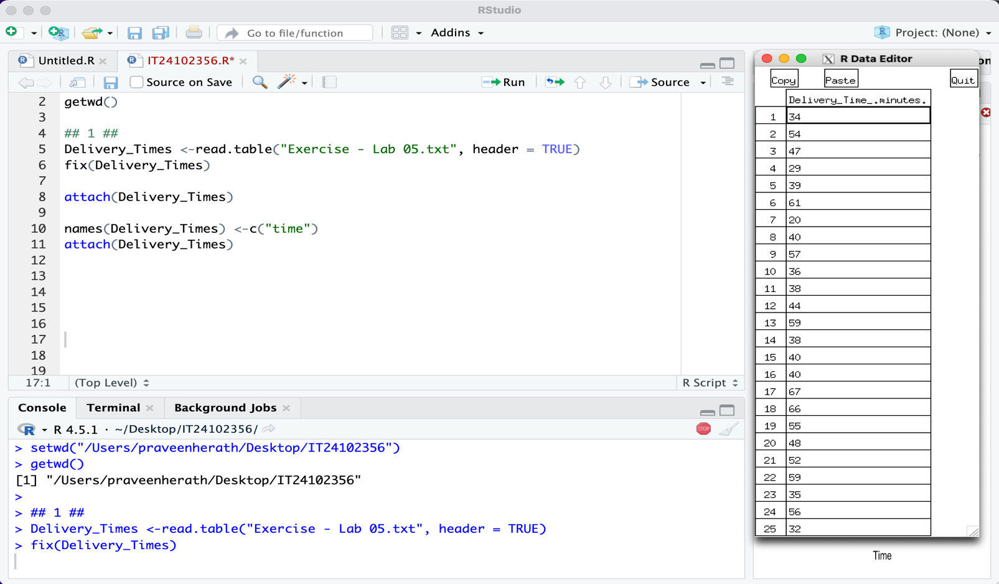 RStudio
Go to file/function
Addins
Project: (None)
Untitled.R
IT24102356.R*
Source on Save
Run
Source
2 getwd()
3
4 ## 1 ##
5 Delivery_Times <-read.table("Exercise - Lab 05.txt", header = TRUE)
6 fix(Delivery_Times)
7
8 attach(Delivery_Times)
9
10 names(Delivery_Times) <-c("time")
11 attach(Delivery_Times)
12
13
14
15
16
17
18
19
17:1 (Top Level) R Script
Console Terminal Background Jobs
R 4.5.1 · ~/Desktop/IT24102356/
STOP
> setwd("/Users/praveenherath/Desktop/IT24102356")
> getwd()
[1] "/Users/praveenherath/Desktop/IT24102356"
>
> ## 1 ##
> Delivery_Times <-read.table("Exercise - Lab 05.txt", header = TRUE)
> fix(Delivery_Times)
R Data Editor
Copy Paste Quit
Delivery_Time_.minutes.
1 34
2 54
3 47
4 29
5 39
6 61
7 20
8 40
9 57
10 36
11 38
12 44
13 59
14 38
15 40
16 40
17 67
18 66
19 55
20 48
21 52
22 59
23 35
24 56
25 32
Time